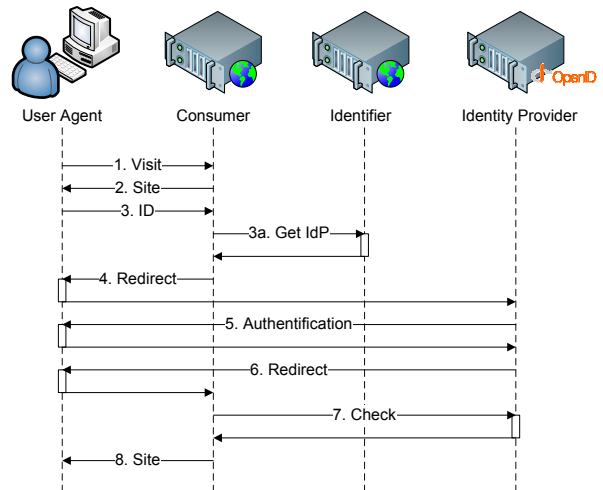 OpenID
User Agent
Consumer
Identifier
Identity Provider
1. Visit
2. Site
3. ID
3a. Get IdP
4. Redirect
5. Authentification
6. Redirect
7. Check
8. Site